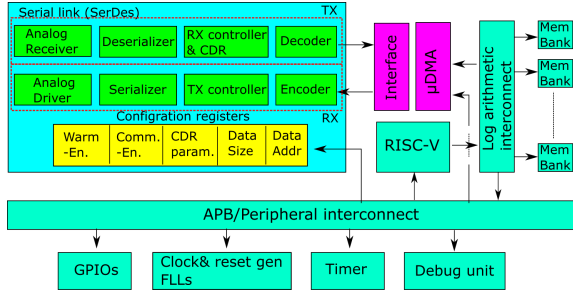 Serial link (SerDes)
TX
Analog
Receiver
Deserializer
RX controller
& CDR
Decoder
Analog
Driver
Serializer
TX controller
Encoder
RX
Configration registers
Warm
-En.
Comm.
-En.
CDR
param.
Data
Size
Data
Addr
Interface
μDMA
RISC-V
Log arithmetic
interconnect
Mem
Bank
Mem
Bank
Mem
Bank
APB/Peripheral interconnect
GPIOs
Clock& reset gen
FLLs
Timer
Debug unit